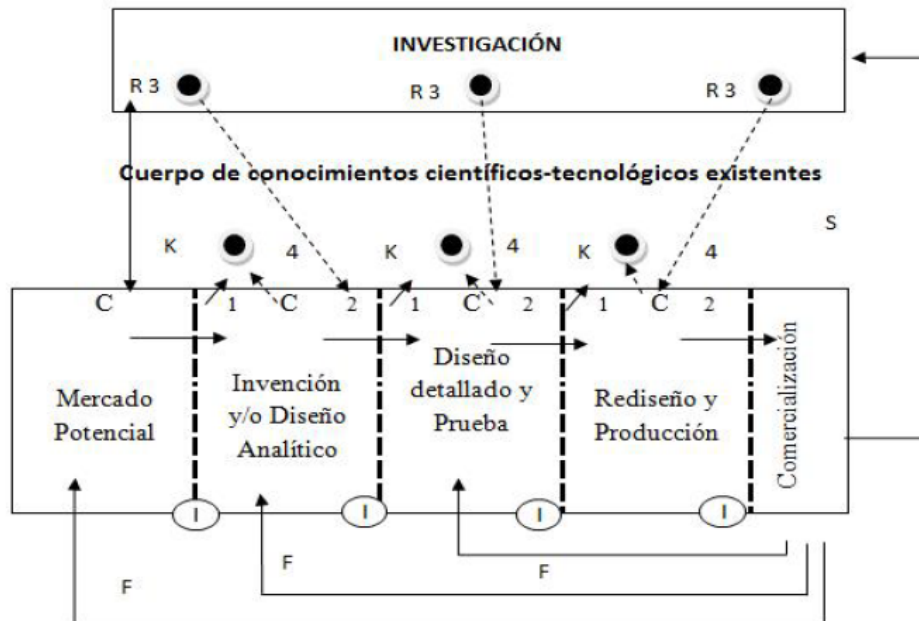 INVESTIGACIÓN
R 3
R 3
R 3
Cuerpo de conocimientos científicos-tecnológicos existentes
S
K
4
K
4
K
4
C
1
C
2
1
C
2
1
C
2
Mercado
Potencial
Invención
y/o Diseño
Analítico
Diseño
detallado y
Prueba
Rediseño y
Producción
Comercialización
I
I
I
I
F
F
F